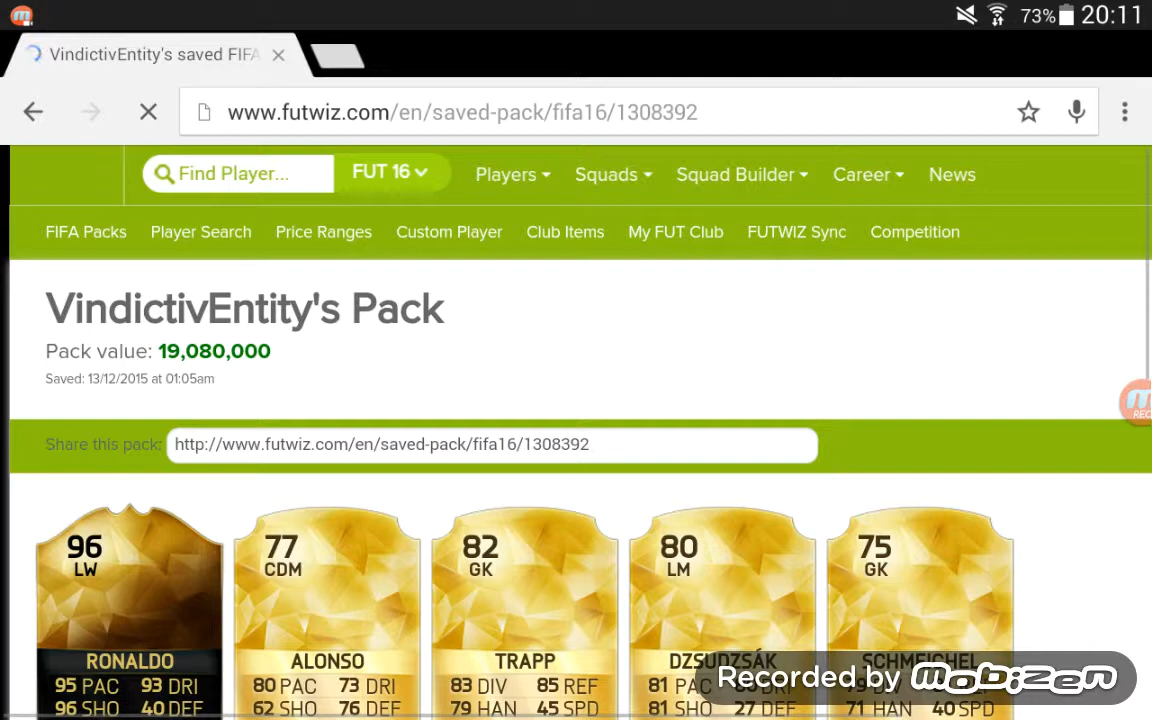 73% 20:11
VindictivEntity's saved FIFA
www.futwiz.com/en/saved-pack/fifa16/1308392
Find Player... FUT 16 Players Squads Squad Builder Career News
FIFA Packs Player Search Price Ranges Custom Player Club Items My FUT Club FUTWIZ Sync Competition
VindictivEntity's Pack
Pack value: 19,080,000
Saved: 13/12/2015 at 01:05am
REC
Share this pack: http://www.futwiz.com/en/saved-pack/fifa16/1308392
96 77 82 80 75
LW CDM GK LM GK
RONALDO ALONSO TRAPP DZSUDZSÁK SCHMEICHEL
95 PAC 93 DRI 80 PAC 73 DRI 83 DIV 85 REF 81 PAC
96 SHO 40 DEF 62 SHO 76 DEF 79 HAN 45 SPD 81 SHO 27 DEF 71 HAN 40 SPD
Recorded by mobizen